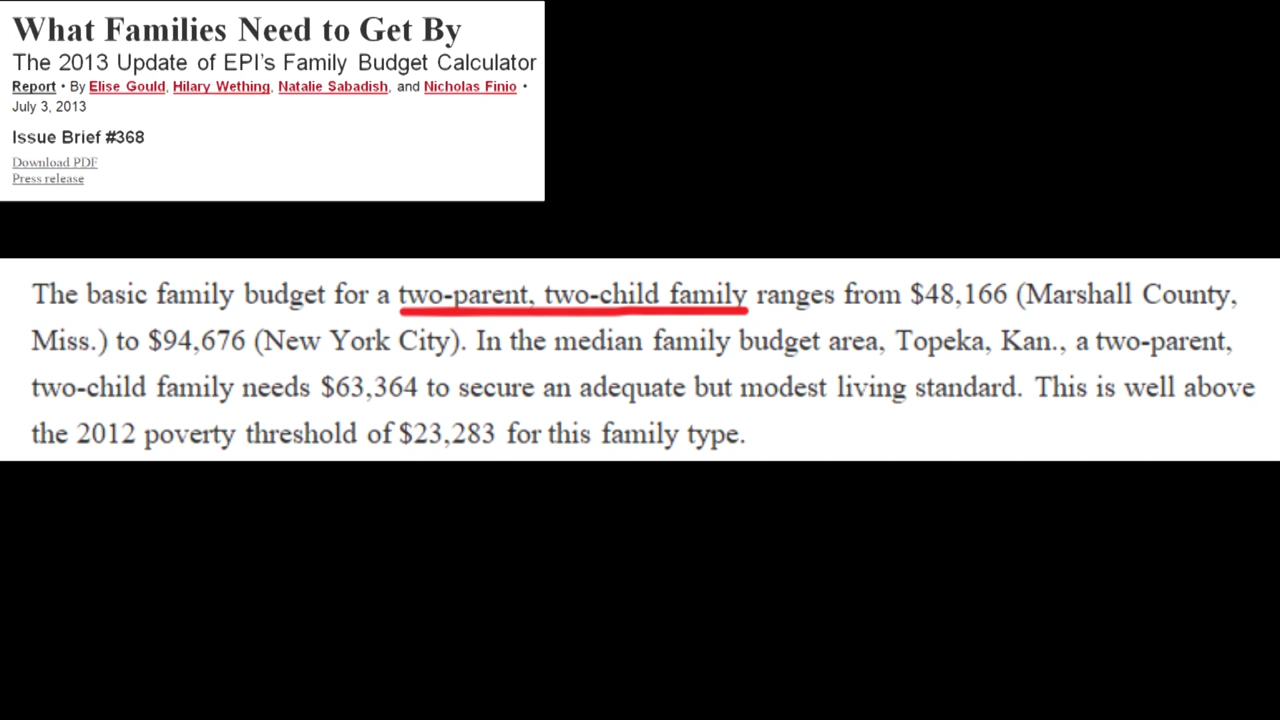 What Families Need to Get By
The 2013 Update of EPI's Family Budget Calculator
Report • By Elise Gould, Hilary Wething, Natalie Sabadish, and Nicholas Finio •
July 3, 2013
Issue Brief #368
Download PDF
Press release
The basic family budget for a two-parent, two-child family ranges from $48,166 (Marshall County,
Miss.) to $94,676 (New York City). In the median family budget area, Topeka, Kan., a two-parent,
two-child family needs $63,364 to secure an adequate but modest living standard. This is well above
the 2012 poverty threshold of $23,283 for this family type.